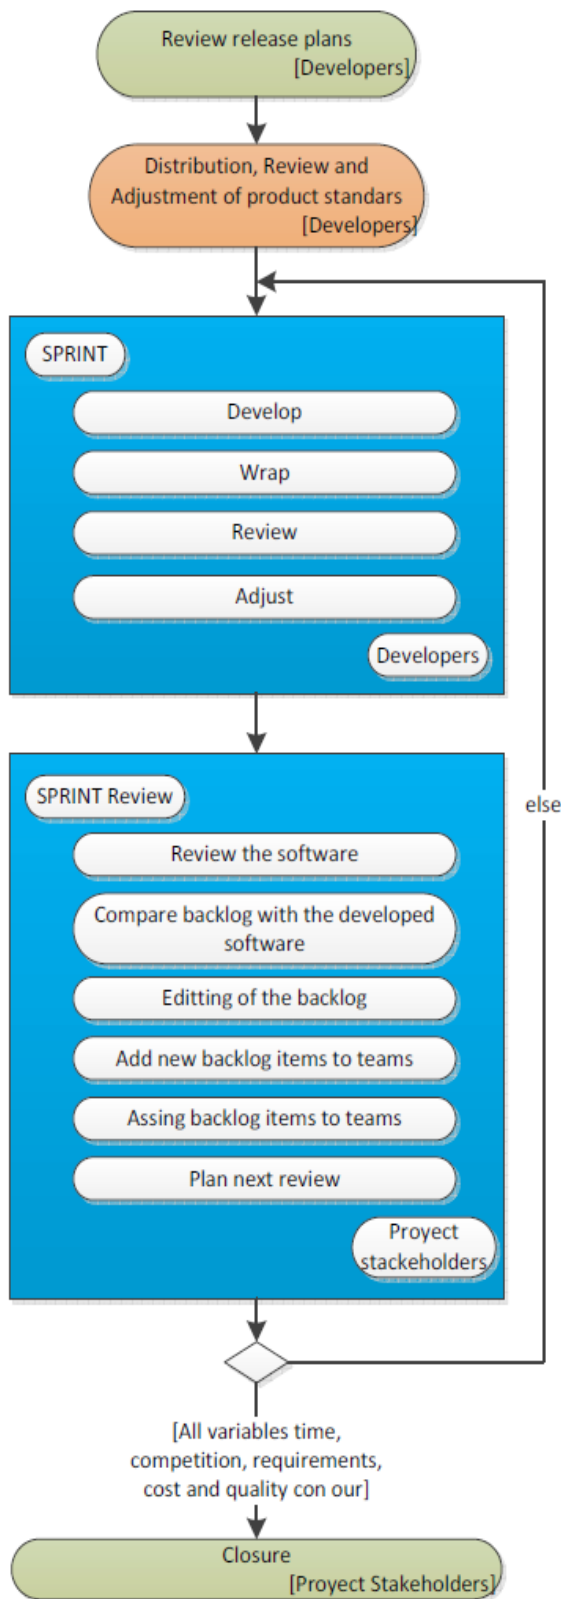 Review release plans
[Developers]
Distribution, Review and
Adjustment of product standars
[Developers]
SPRINT
Develop
Wrap
Review
Adjust
Developers
SPRINT Review
Review the software
Compare backlog with the developed
software
Editting of the backlog
Add new backlog items to teams
Assing backlog items to teams
Plan next review
Proyect
stackeholders
else
[All variables time,
competition, requirements,
cost and quality con our]
Closure
[Proyect Stakeholders]